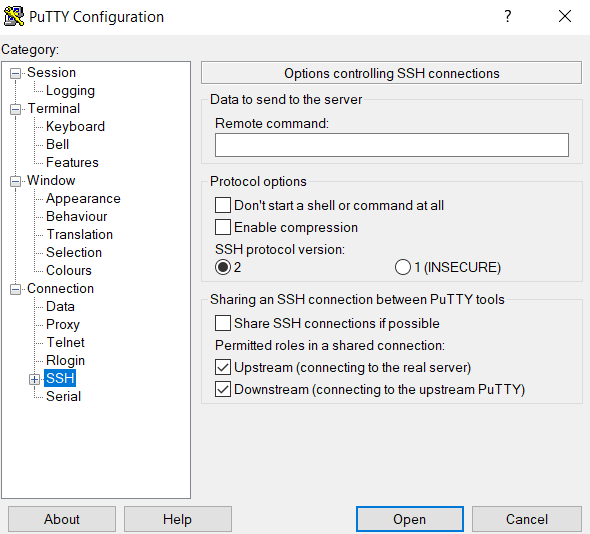 PuTTY Configuration
?
Category:
Session
Logging
Terminal
Keyboard
Bell
Features
Window
Appearance
Behaviour
Translation
Selection
Colours
Connection
Data
Proxy
Telnet
Rlogin
SSH
Serial
Options controlling SSH connections
Data to send to the server
Remote command:
Protocol options
Don't start a shell or command at all
Enable compression
SSH protocol version:
2 1 (INSECURE)
Sharing an SSH connection between PuTTY tools
Share SSH connections if possible
Permitted roles in a shared connection:
Upstream (connecting to the real server)
Downstream (connecting to the upstream PuTTY)
About Help Open Cancel